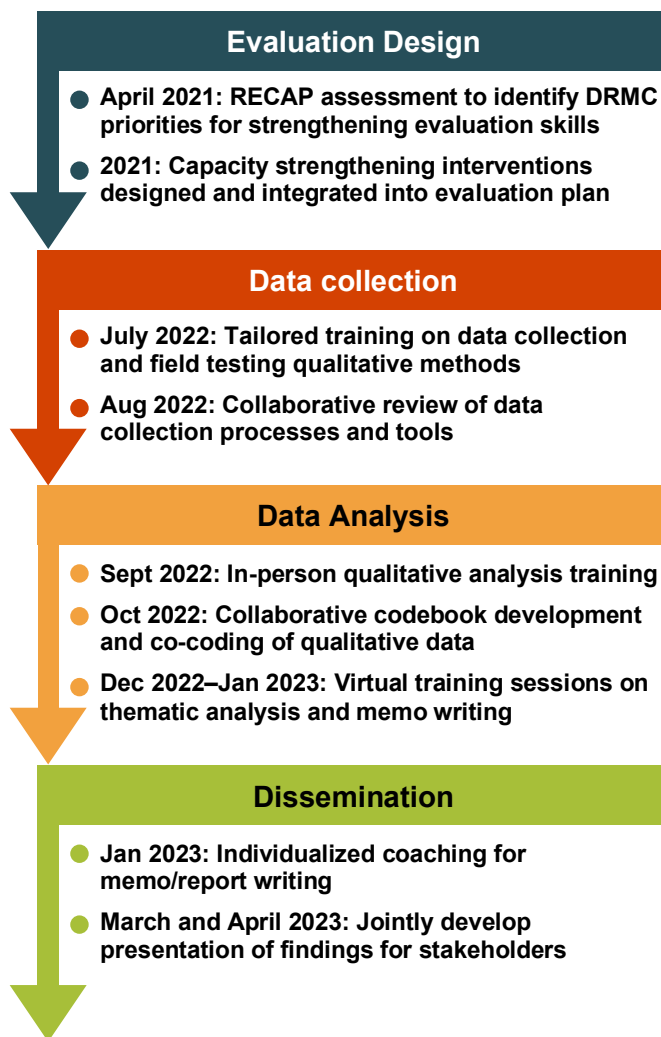 Evaluation Design
April 2021: RECAP assessment to identify DRMC
priorities for strengthening evaluation skills
2021: Capacity strengthening interventions
designed and integrated into evaluation plan
Data collection
July 2022: Tailored training on data collection
and field testing qualitative methods
Aug 2022: Collaborative review of data
collection processes and tools
Data Analysis
Sept 2022: In-person qualitative analysis training
Oct 2022: Collaborative codebook development
and co-coding of qualitative data
Dec 2022–Jan 2023: Virtual training sessions on
thematic analysis and memo writing
Dissemination
Jan 2023: Individualized coaching for
memo/report writing
March and April 2023: Jointly develop
presentation of findings for stakeholders